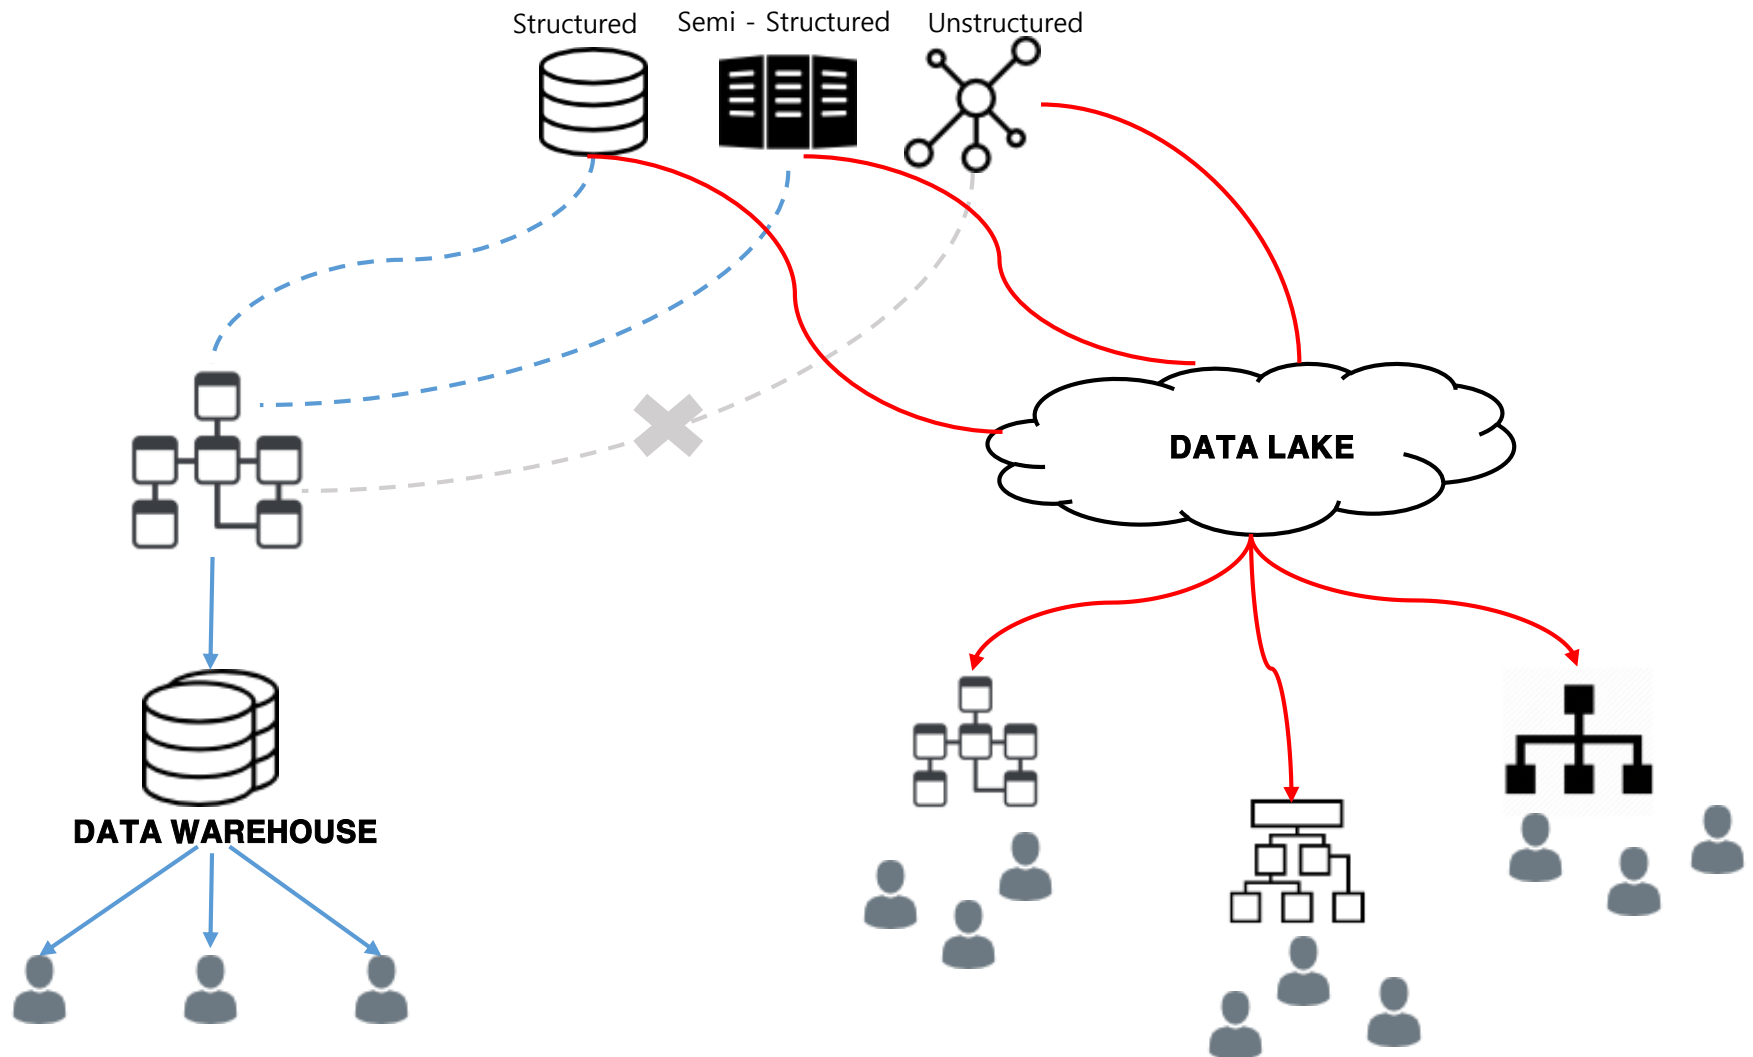 Structured
Semi - Structured
Unstructured
DATA LAKE
DATA WAREHOUSE